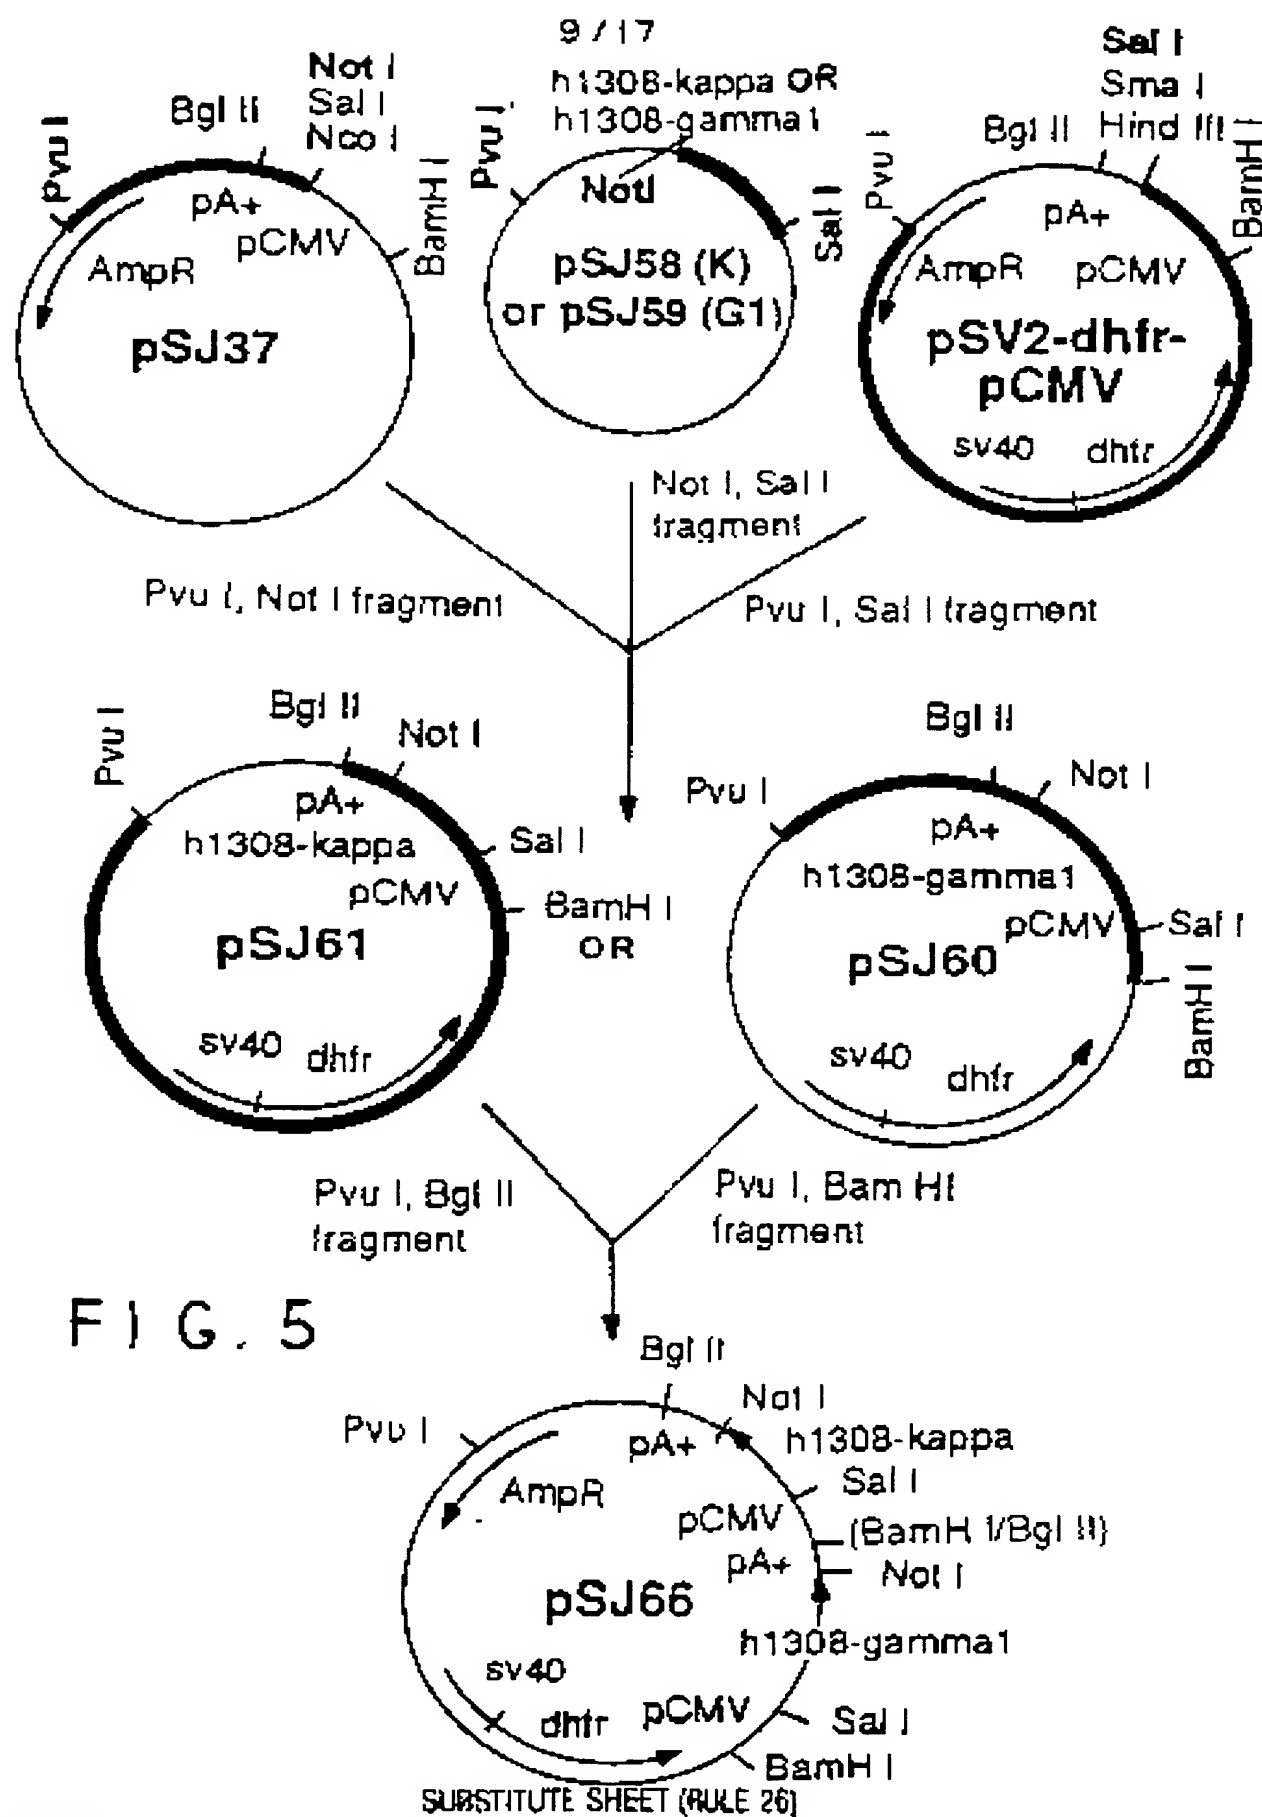 9 / 17
Not I
Sal I
Nco I
Bgl II
Pvu I
BamH I
pA+
pCMV
AmpR
pSJ37
h1308-kappa OR
h1308-gamma1
Pvu I
NotI
Sal I
pSJ58 (K)
or pSJ59 (G1)
Sal I
Sma I
Hind III
Bgl II
Pvu I
BamH I
pA+
AmpR
pCMV
pSV2-dhfr-
pCMV
sv40
dhfr
Not I, Sal I
fragment
Pvu I, Not I fragment
Pvu I, Sal I fragment
Bgl II
Not I
Pvu I
pA+
h1308-kappa
Sal I
pCMV
BamH I
OR
pSJ61
sv40
dhfr
Bgl II
Not I
Pvu I
pA+
h1308-gamma1
pCMV
Sal I
pSJ60
BamH I
sv40
dhfr
Pvu I, Bgl II
fragment
Pvu I, Bam HI
fragment
FIG. 5
Bgl II
Not I
Pvu I
pA+
h1308-kappa
AmpR
Sal I
pCMV
(BamH I/Bgl II)
pA+
Not I
pSJ66
h1308-gamma1
sv40
dhfr
pCMV
Sal I
BamH I
SUBSTITUTE SHEET (RULE 26)